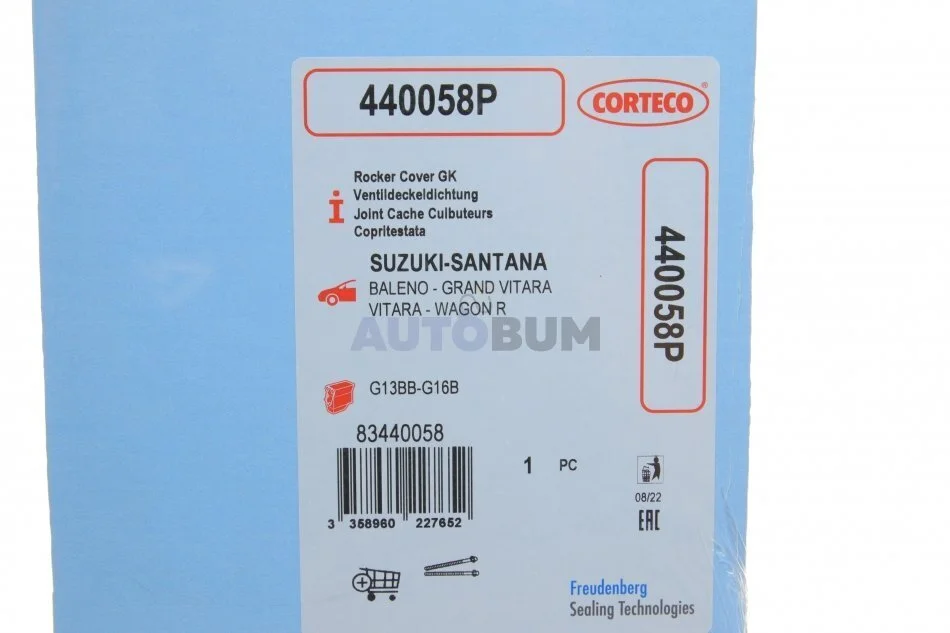 440058P
CORTECO®
Rocker Cover GK
Ventildeckeldichtung
Joint Cache Culbuteurs
Copritestata
SUZUKI-SANTANA
BALENO - GRAND VITARA
VITARA - WAGON R
AUTOBUM
440058P
G13BB-G16B
83440058
1 PC
3 358960 227652
08/22
EAC
Freudenberg
Sealing Technologies